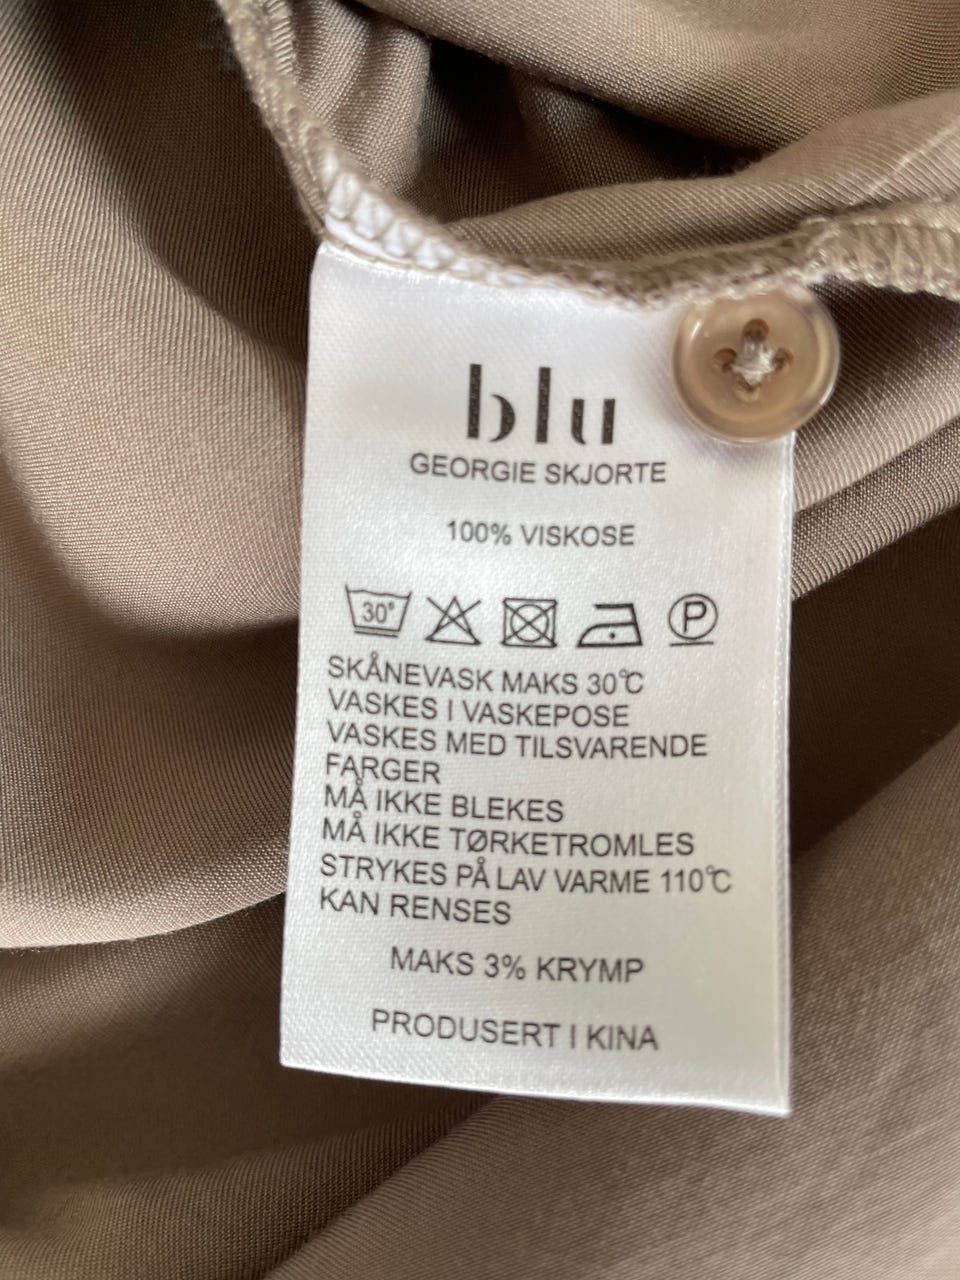 blu
GEORGIE SKJORTE
100% VISKOSE
30° P
SKÅNEVASK MAKS 30°C
VASKES I VASKEPOSE
VASKES MED TILSVARENDE
FARGER
MÅ IKKE BLEKES
MÅ IKKE TØRKETROMLES
STRYKES PÅ LAV VARME 110°C
KAN RENSES
MAKS 3% KRYMP
PRODUSERT I KINA